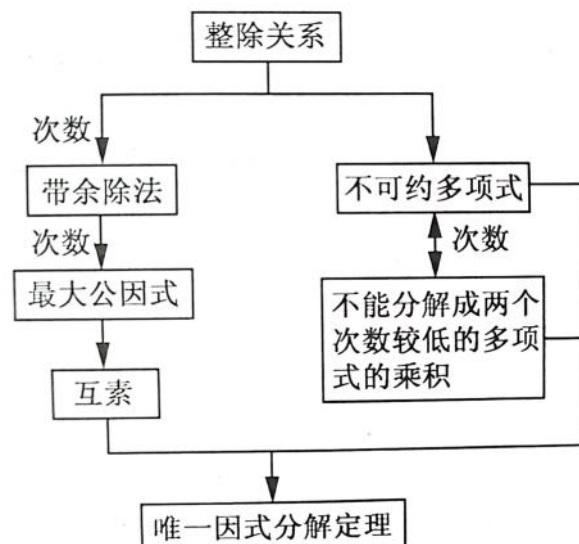 整除关系
次数
带余除法
不可约多项式
次数
次数
最大公因式
不能分解成两个
次数较低的多项
式的乘积
互素
唯一因式分解定理